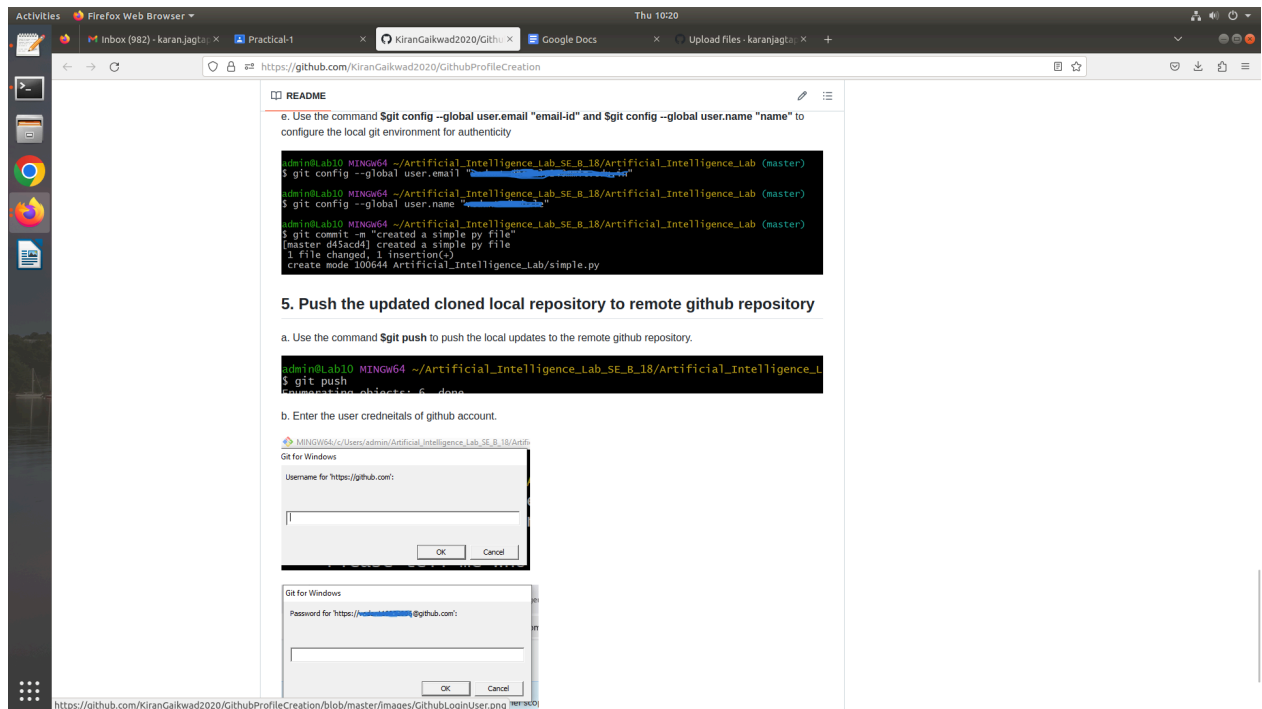 Activities
Firefox Web Browser
Thu 10:20
Inbox (982) - karan.jagtap
Practical-1
KiranGaikwad2020/Githu
Google Docs
Upload files · karanjagtap
https://github.com/KiranGaikwad2020/GithubProfileCreation
README
e. Use the command $git config --global user.email "email-id" and $git config --global user.name "name" to
configure the local git environment for authenticity
admin@Lab10 MINGW64 ~/Artificial_Intelligence_Lab_SE_B_18/Artificial_Intelligence_Lab (master)
$ git config --global user.email "
admin@Lab10 MINGW64 ~/Artificial_Intelligence_Lab_SE_B_18/Artificial_Intelligence_Lab (master)
$ git config --global user.name "
admin@Lab10 MINGW64 ~/Artificial_Intelligence_Lab_SE_B_18/Artificial_Intelligence_Lab (master)
$ git commit -m "created a simple py file"
[master d45acd4] created a simple py file
1 file changed, 1 insertion(+)
create mode 100644 Artificial_Intelligence_Lab/simple.py
5. Push the updated cloned local repository to remote github repository
a. Use the command $git push to push the local updates to the remote github repository.
admin@Lab10 MINGW64 ~/Artificial_Intelligence_Lab_SE_B_18/Artificial_Intelligence_L
$ git push
Enumerating objects: 6, done.
b. Enter the user credneitals of github account.
MINGW64:/c/Users/admin/Artificial_Intelligence_Lab_SE_B_18/Artifi
Git for Windows
Username for 'https://github.com':
OK Cancel
Git for Windows
Password for 'https:// @github.com':
OK Cancel
https://github.com/KiranGaikwad2020/GithubProfileCreation/blob/master/images/GithubLoginUser.png